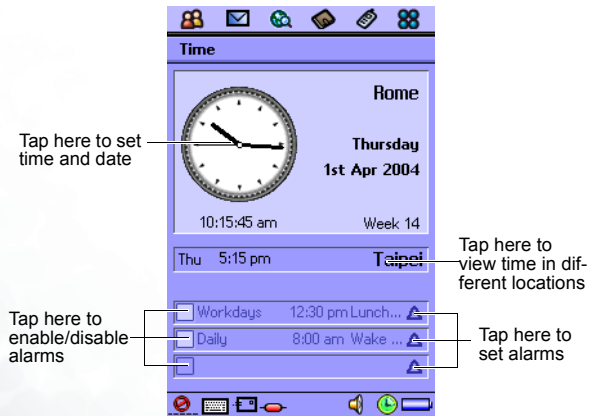 Time
Rome
Tap here to set
time and date
Thursday
1st Apr 2004
10:15:45 am Week 14
Thu 5:15 pm Taipei
Tap here to
view time in dif-
ferent locations
Tap here to
enable/disable
alarms
Workdays 12:30 pm Lunch...
Daily 8:00 am Wake ...
Tap here to
set alarms